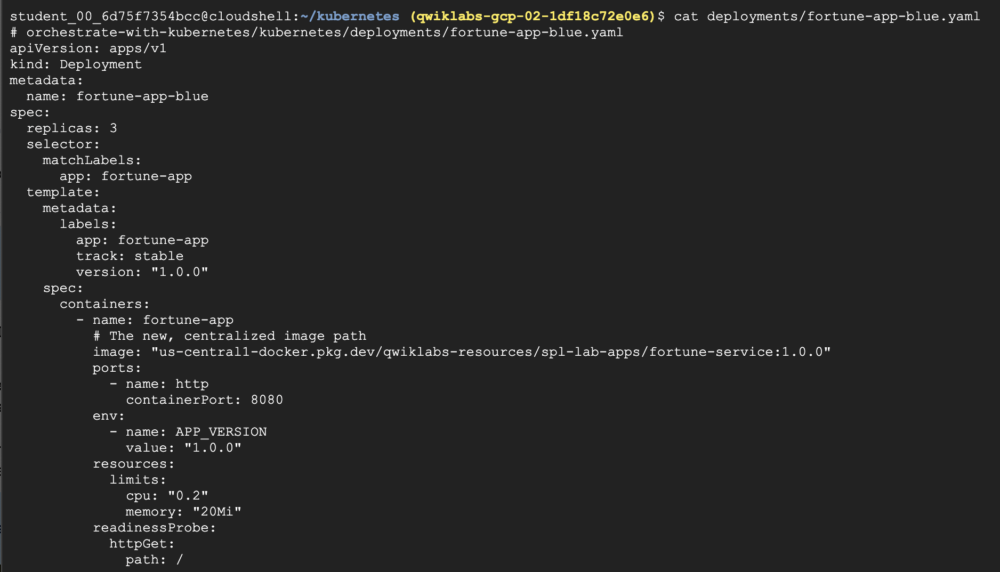 student_00_6d75f7354bcc@cloudshell:~/kubernetes (qwiklabs-gcp-02-1df18c72e0e6)$ cat deployments/fortune-app-blue.yaml
# orchestrate-with-kubernetes/kubernetes/deployments/fortune-app-blue.yaml
apiVersion: apps/v1
kind: Deployment
metadata:
  name: fortune-app-blue
spec:
  replicas: 3
  selector:
    matchLabels:
      app: fortune-app
  template:
    metadata:
      labels:
        app: fortune-app
        track: stable
        version: "1.0.0"
    spec:
      containers:
        - name: fortune-app
          # The new, centralized image path
          image: "us-central1-docker.pkg.dev/qwiklabs-resources/spl-lab-apps/fortune-service:1.0.0"
          ports:
            - name: http
              containerPort: 8080
          env:
            - name: APP_VERSION
              value: "1.0.0"
          resources:
            limits:
              cpu: "0.2"
              memory: "20Mi"
          readinessProbe:
            httpGet:
              path: /